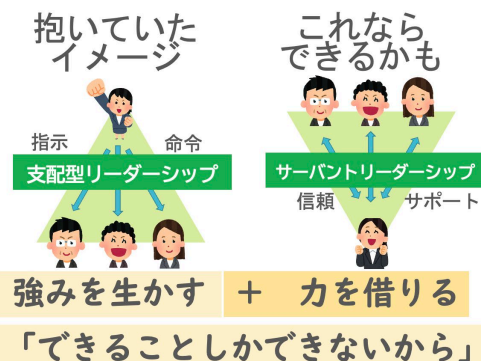 抱いていた
イメージ
指示
命令
支配型リーダーシップ
これなら
できるかも
サーバントリーダーシップ
信頼
サポート
強みを生かす + 力を借りる
「できることしかできないから」